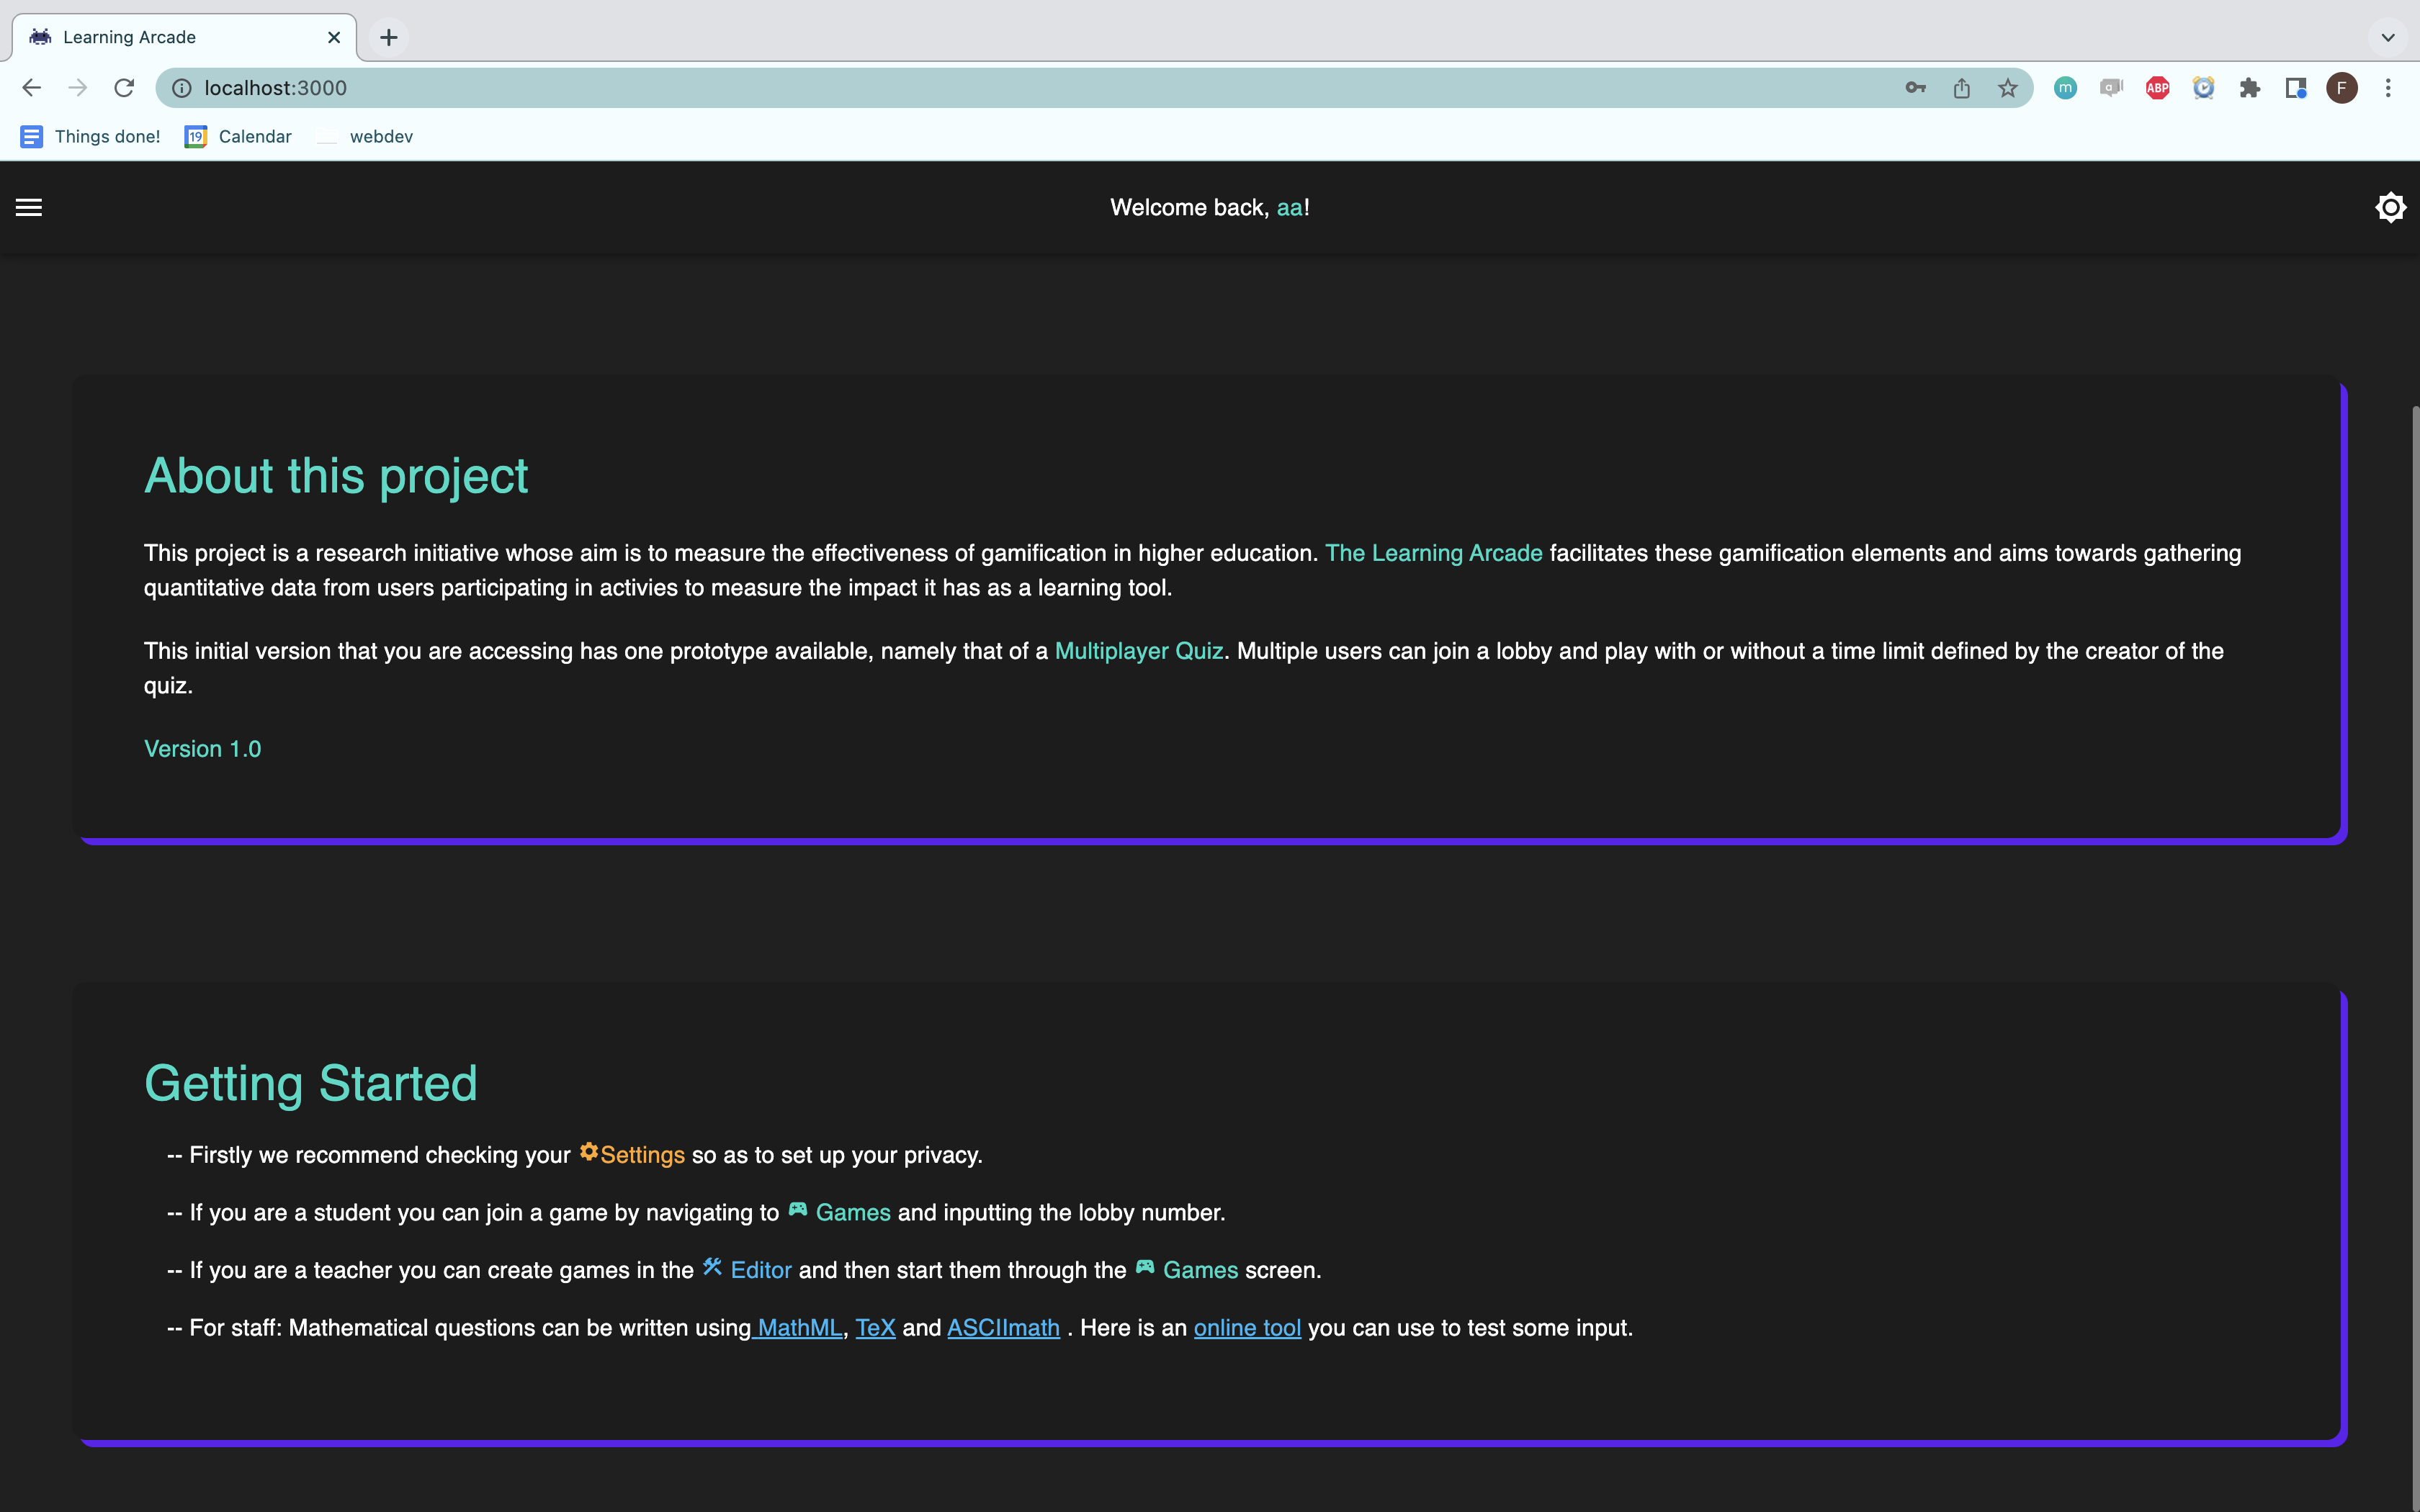 Learning Arcade
localhost:3000
m
a
ABP
F
Things done!
19
Calendar
webdev
Welcome back, aa!
About this project
This project is a research initiative whose aim is to measure the effectiveness of gamification in higher education. The Learning Arcade facilitates these gamification elements and aims towards gathering
quantitative data from users participating in activies to measure the impact it has as a learning tool.
This initial version that you are accessing has one prototype available, namely that of a Multiplayer Quiz. Multiple users can join a lobby and play with or without a time limit defined by the creator of the
quiz.
Version 1.0
Getting Started
-- Firstly we recommend checking your Settings so as to set up your privacy.
-- If you are a student you can join a game by navigating to Games and inputting the lobby number.
-- If you are a teacher you can create games in the Editor and then start them through the Games screen.
-- For staff: Mathematical questions can be written using MathML, TeX and ASCIImath . Here is an online tool you can use to test some input.